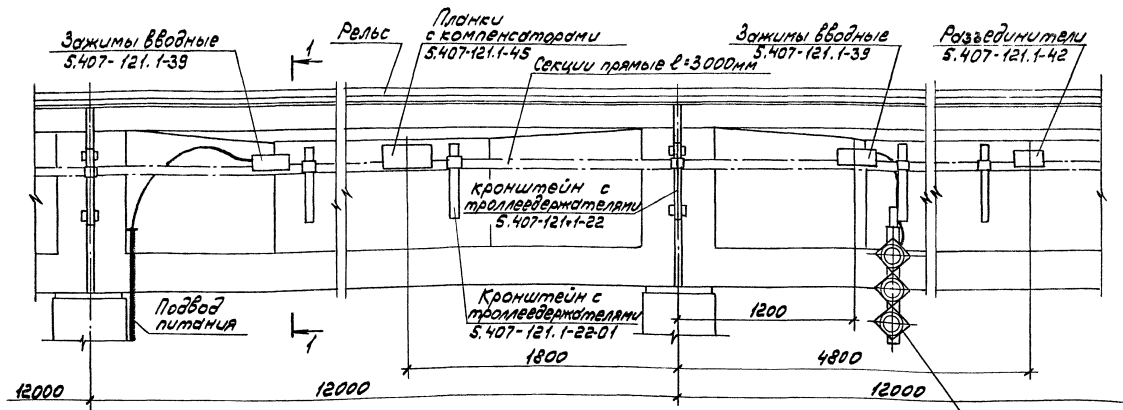 Зажимы вводные
5.407-121.1-39
1
Рельс
Планки
с компенсаторами
5.407-121.1-45
Секции прямые ℓ=3000мм
Зажимы вводные
5.407-121.1-39
Разъединители
5.407-121.1-42
Кронштейн с
троллеедержателями
5.407-121.1-22
Подвод
питания
1
Кронштейн с
троллеедержателями
5.407-121.1-22-01
1200
1800
4800
12000
12000
12000